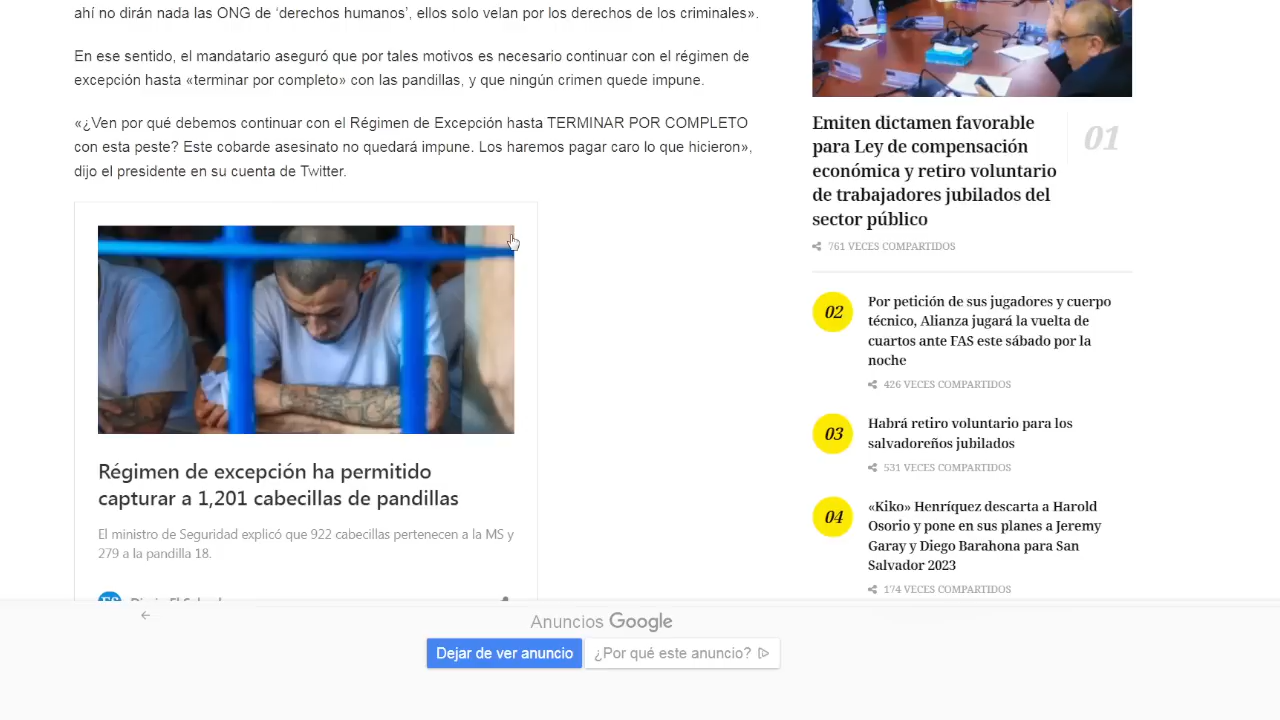 ahí no dirán nada las ONG de ‘derechos humanos’, ellos solo velan por los derechos de los criminales».
En ese sentido, el mandatario aseguró que por tales motivos es necesario continuar con el régimen de
excepción hasta «terminar por completo» con las pandillas, y que ningún crimen quede impune.
«¿Ven por qué debemos continuar con el Régimen de Excepción hasta TERMINAR POR COMPLETO
con esta peste? Este cobarde asesinato no quedará impune. Los haremos pagar caro lo que hicieron»,
dijo el presidente en su cuenta de Twitter.
Régimen de excepción ha permitido
capturar a 1,201 cabecillas de pandillas
El ministro de Seguridad explicó que 922 cabecillas pertenecen a la MS y
279 a la pandilla 18.
Emiten dictamen favorable
para Ley de compensación
económica y retiro voluntario
de trabajadores jubilados del
sector público
01
761 VECES COMPARTIDOS
02
Por petición de sus jugadores y cuerpo
técnico, Alianza jugará la vuelta de
cuartos ante FAS este sábado por la
noche
426 VECES COMPARTIDOS
03
Habrá retiro voluntario para los
salvadoreños jubilados
531 VECES COMPARTIDOS
04
«Kiko» Henríquez descarta a Harold
Osorio y pone en sus planes a Jeremy
Garay y Diego Barahona para San
Salvador 2023
174 VECES COMPARTIDOS
Anuncios Google
Dejar de ver anuncio
¿Por qué este anuncio?